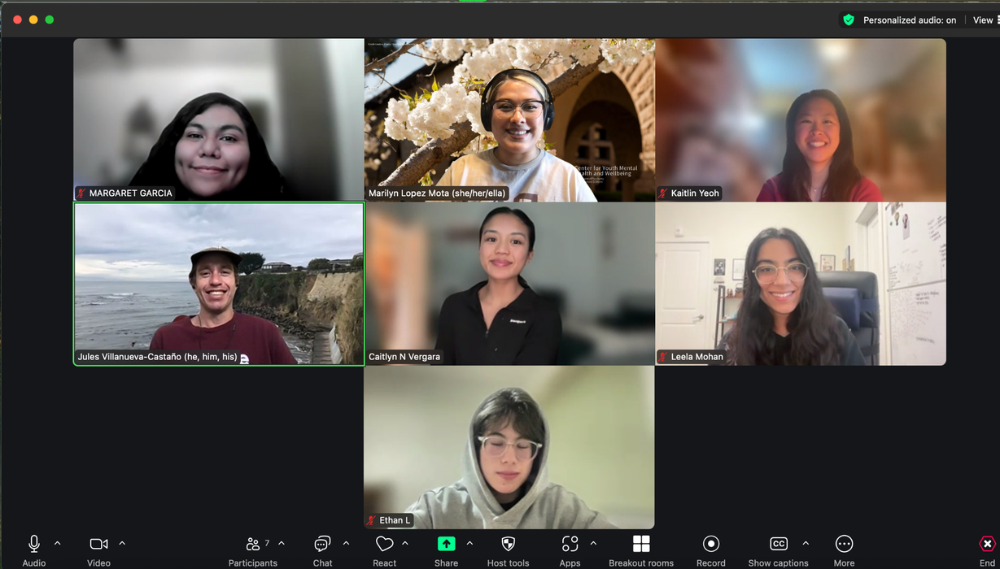 Personalized audio: on
View
MARGARET GARCIA
Center for Youth Mental
Health and Wellbeing
Marilyn Lopez Mota (she/her/ella)
Kaitlin Yeoh
Jules Villanueva-Castaño (he, him, his)
Caitlyn N Vergara
Leela Mohan
Ethan L
7
CC
Audio
Video
Participants
Chat
React
Share
Host tools
Apps
Breakout rooms
Record
Show captions
More
End